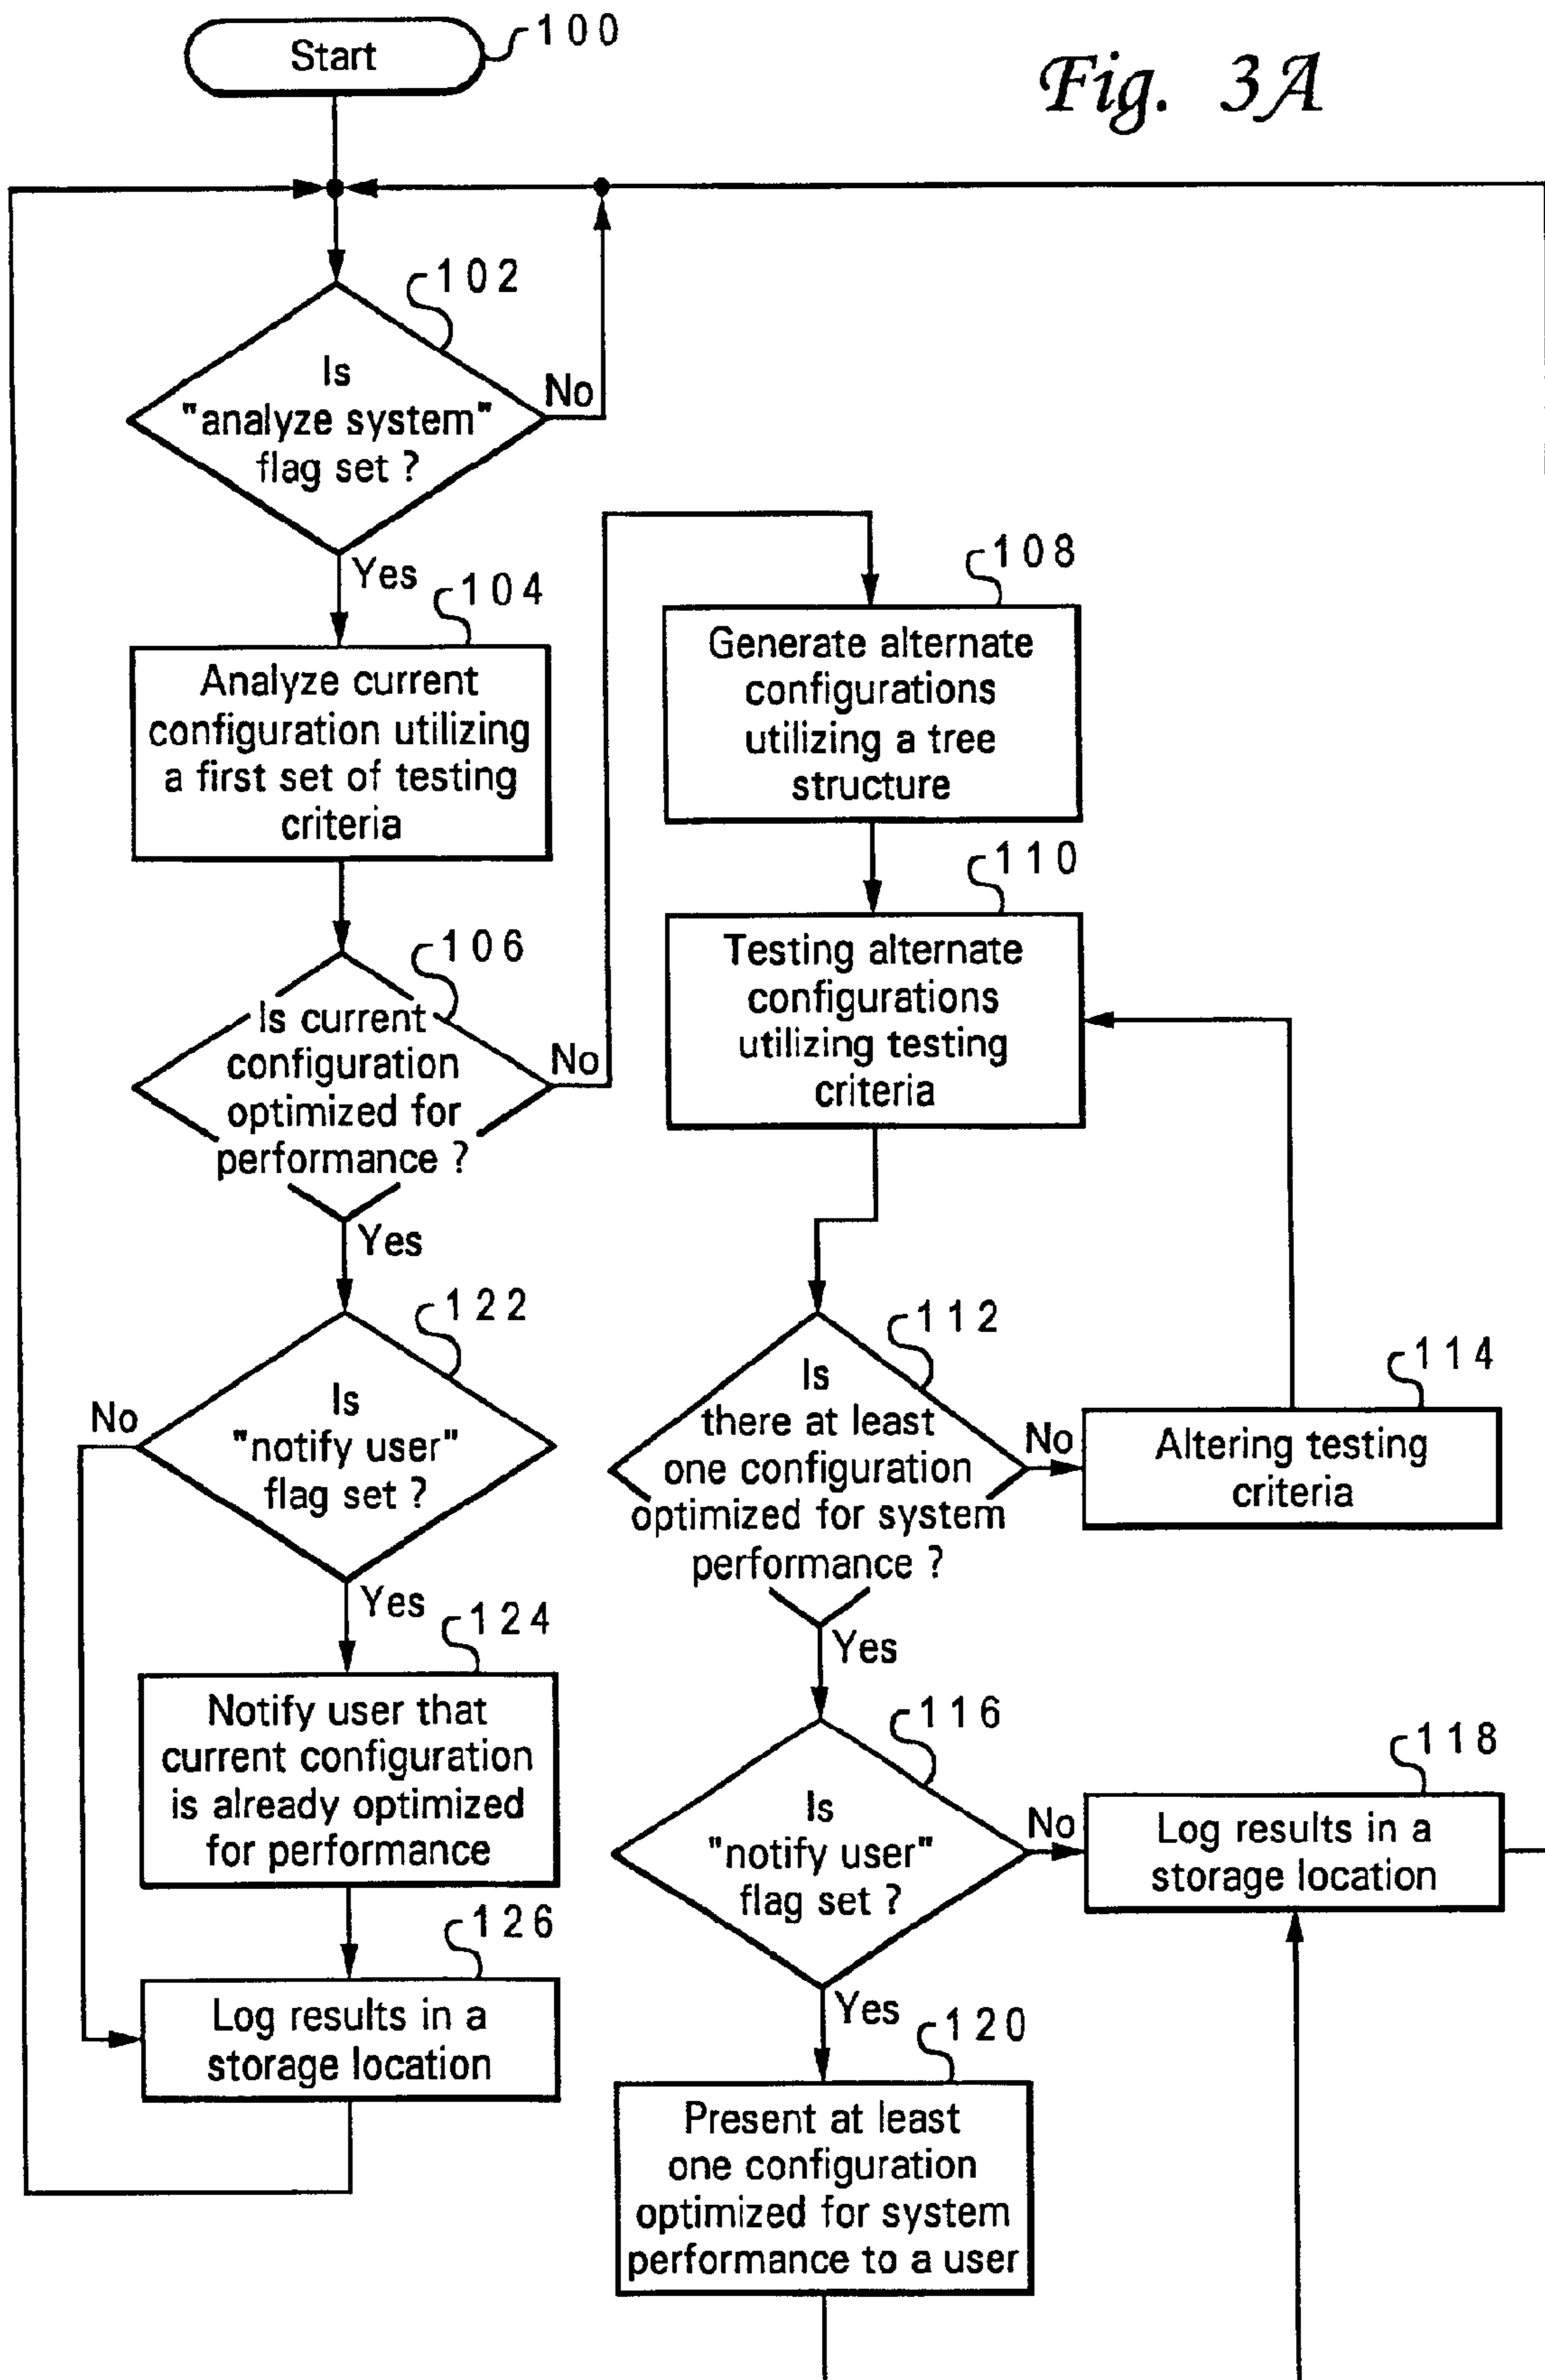 Start
100
Fig. 3A
102
Is
"analyze system"
flag set ?
No
Yes
104
Analyze current
configuration utilizing
a first set of testing
criteria
106
Is current
configuration
optimized for
performance ?
No
Yes
122
Is
"notify user"
flag set ?
No
Yes
124
Notify user that
current configuration
is already optimized
for performance
126
Log results in a
storage location
108
Generate alternate
configurations
utilizing a tree
structure
110
Testing alternate
configurations
utilizing testing
criteria
112
Is
there at least
one configuration
optimized for system
performance ?
No
114
Altering testing
criteria
Yes
116
Is
"notify user"
flag set ?
No
118
Log results in a
storage location
Yes
120
Present at least
one configuration
optimized for system
performance to a user